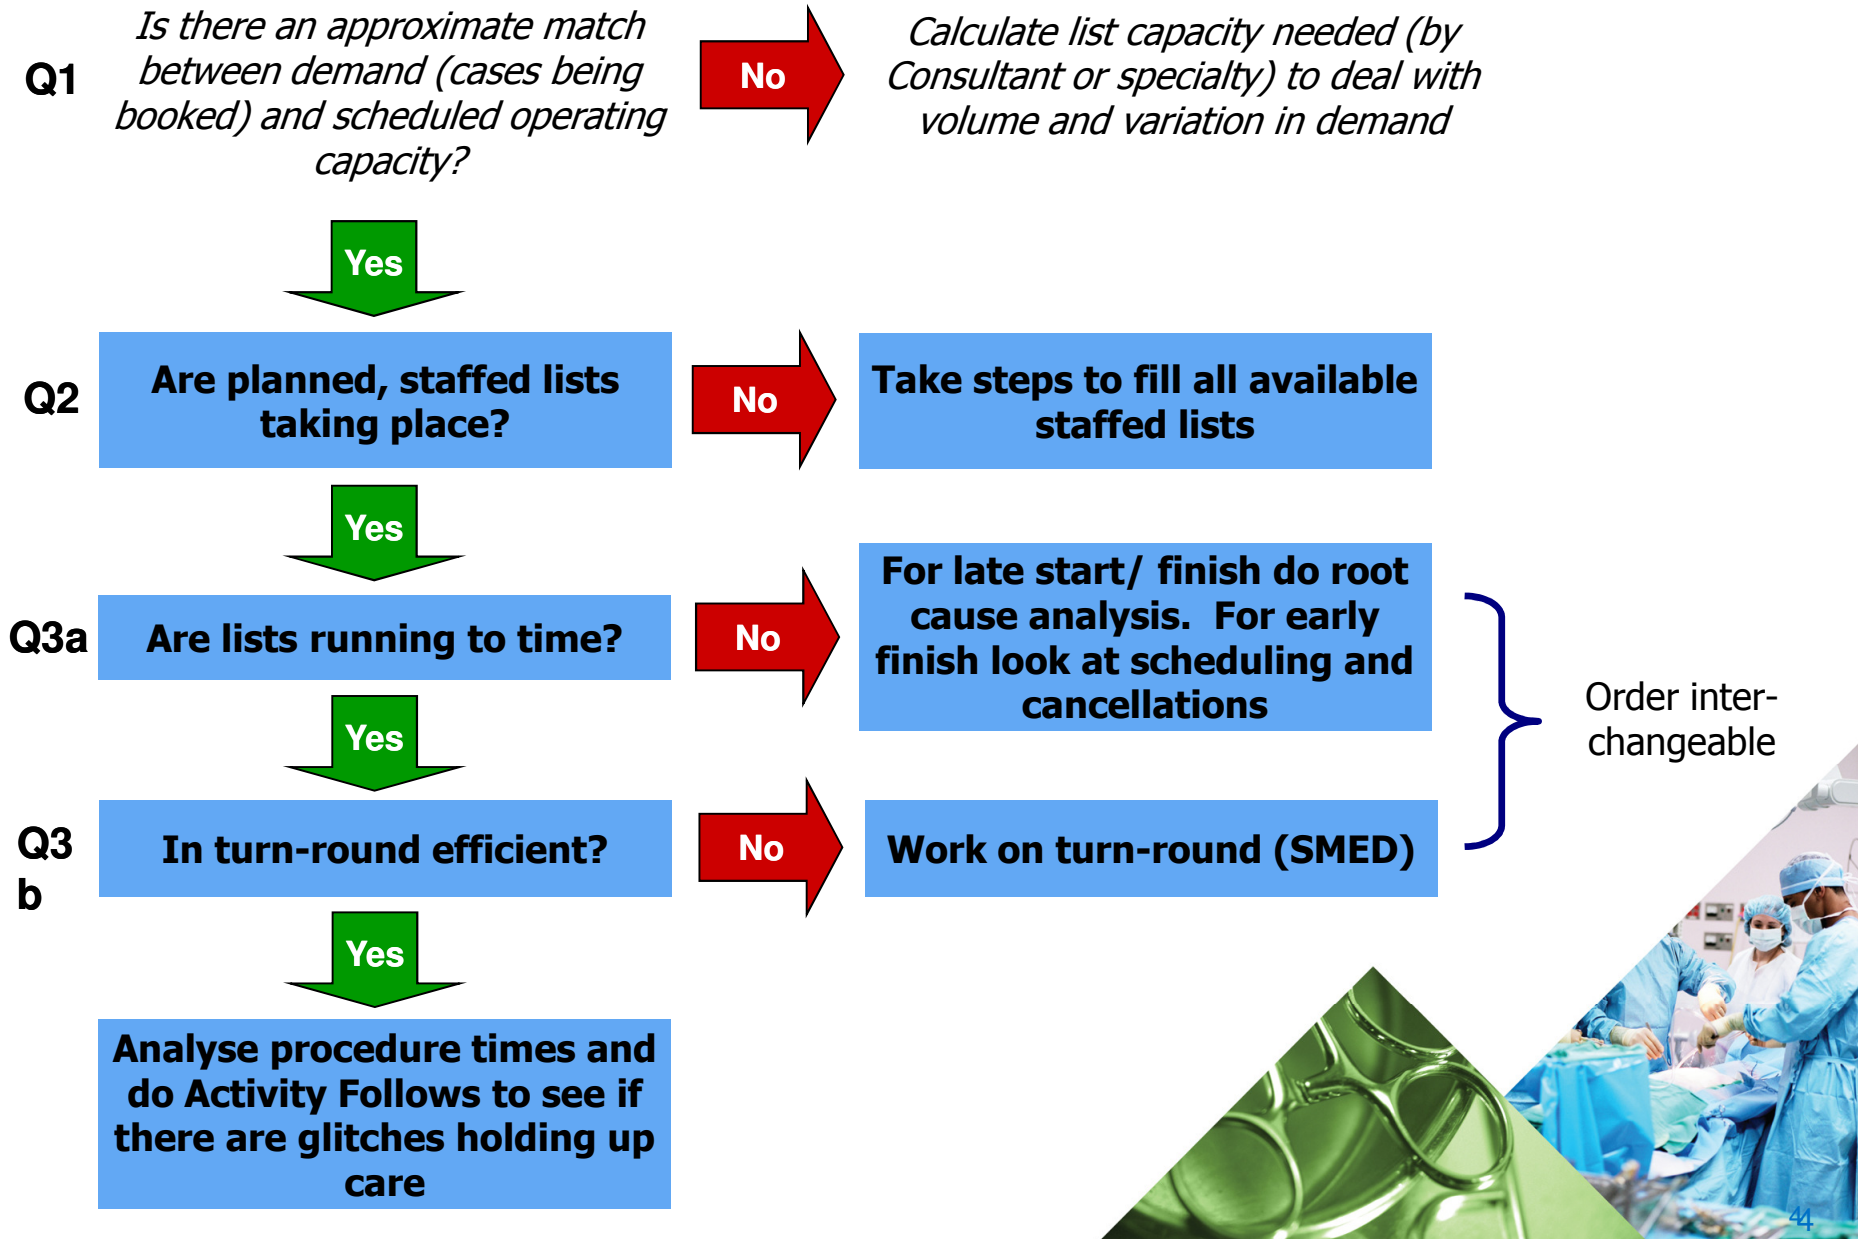 Q1
Is there an approximate match
between demand (cases being
booked) and scheduled operating
capacity?
No
Calculate list capacity needed (by
Consultant or specialty) to deal with
volume and variation in demand
Yes
Q2
Are planned, staffed lists
taking place?
No
Take steps to fill all available
staffed lists
Yes
Q3a
Are lists running to time?
No
For late start/ finish do root
cause analysis.  For early
finish look at scheduling and
cancellations
Yes
Order inter-
changeable
Q3
b
In turn-round efficient?
No
Work on turn-round (SMED)
Yes
Analyse procedure times and
do Activity Follows to see if
there are glitches holding up
care
44